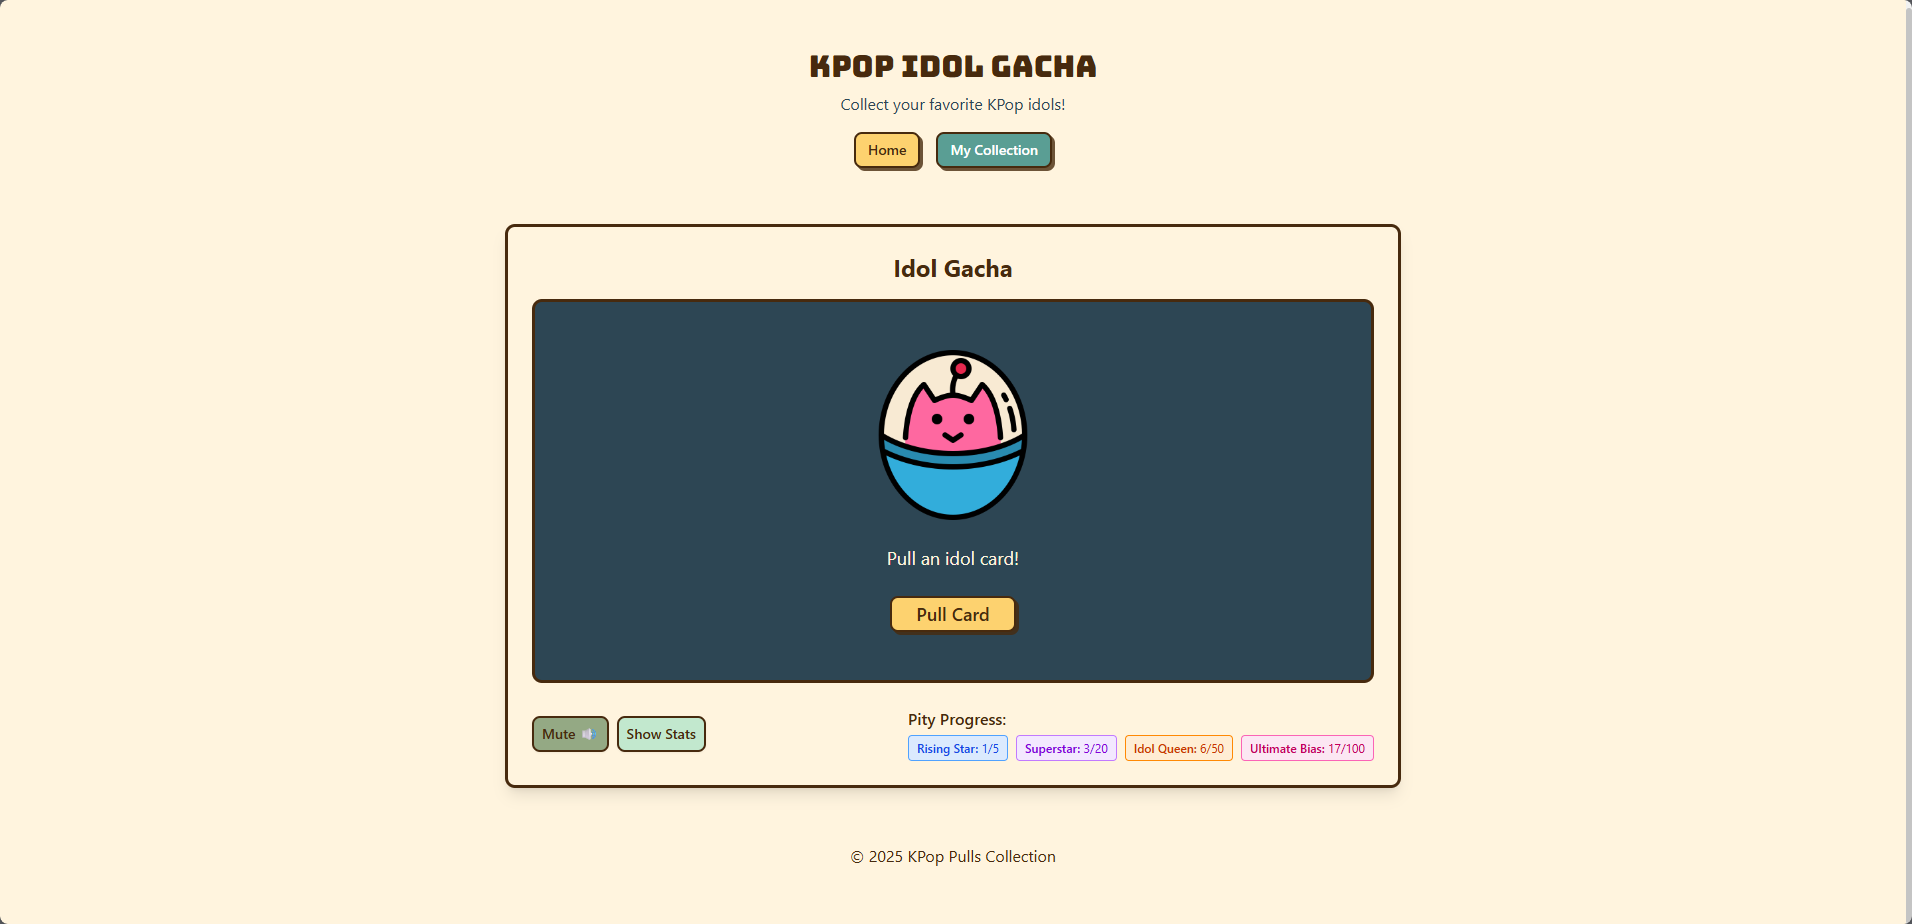 KPOP IDOL GACHA
Collect your favorite KPop idols!
Home
My Collection
Idol Gacha
Pull an idol card!
Pull Card
Mute
Show Stats
Pity Progress:
Rising Star: 1/5
Superstar: 3/20
Idol Queen: 6/50
Ultimate Bias: 17/100
© 2025 KPop Pulls Collection